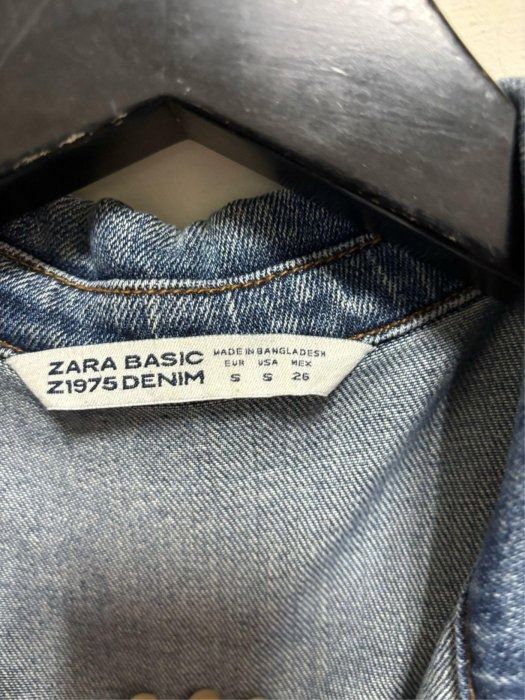 ZARA BASIC
Z1975 DENIM
MADE IN BANGLADESH
EUR USA MEX
S S 26